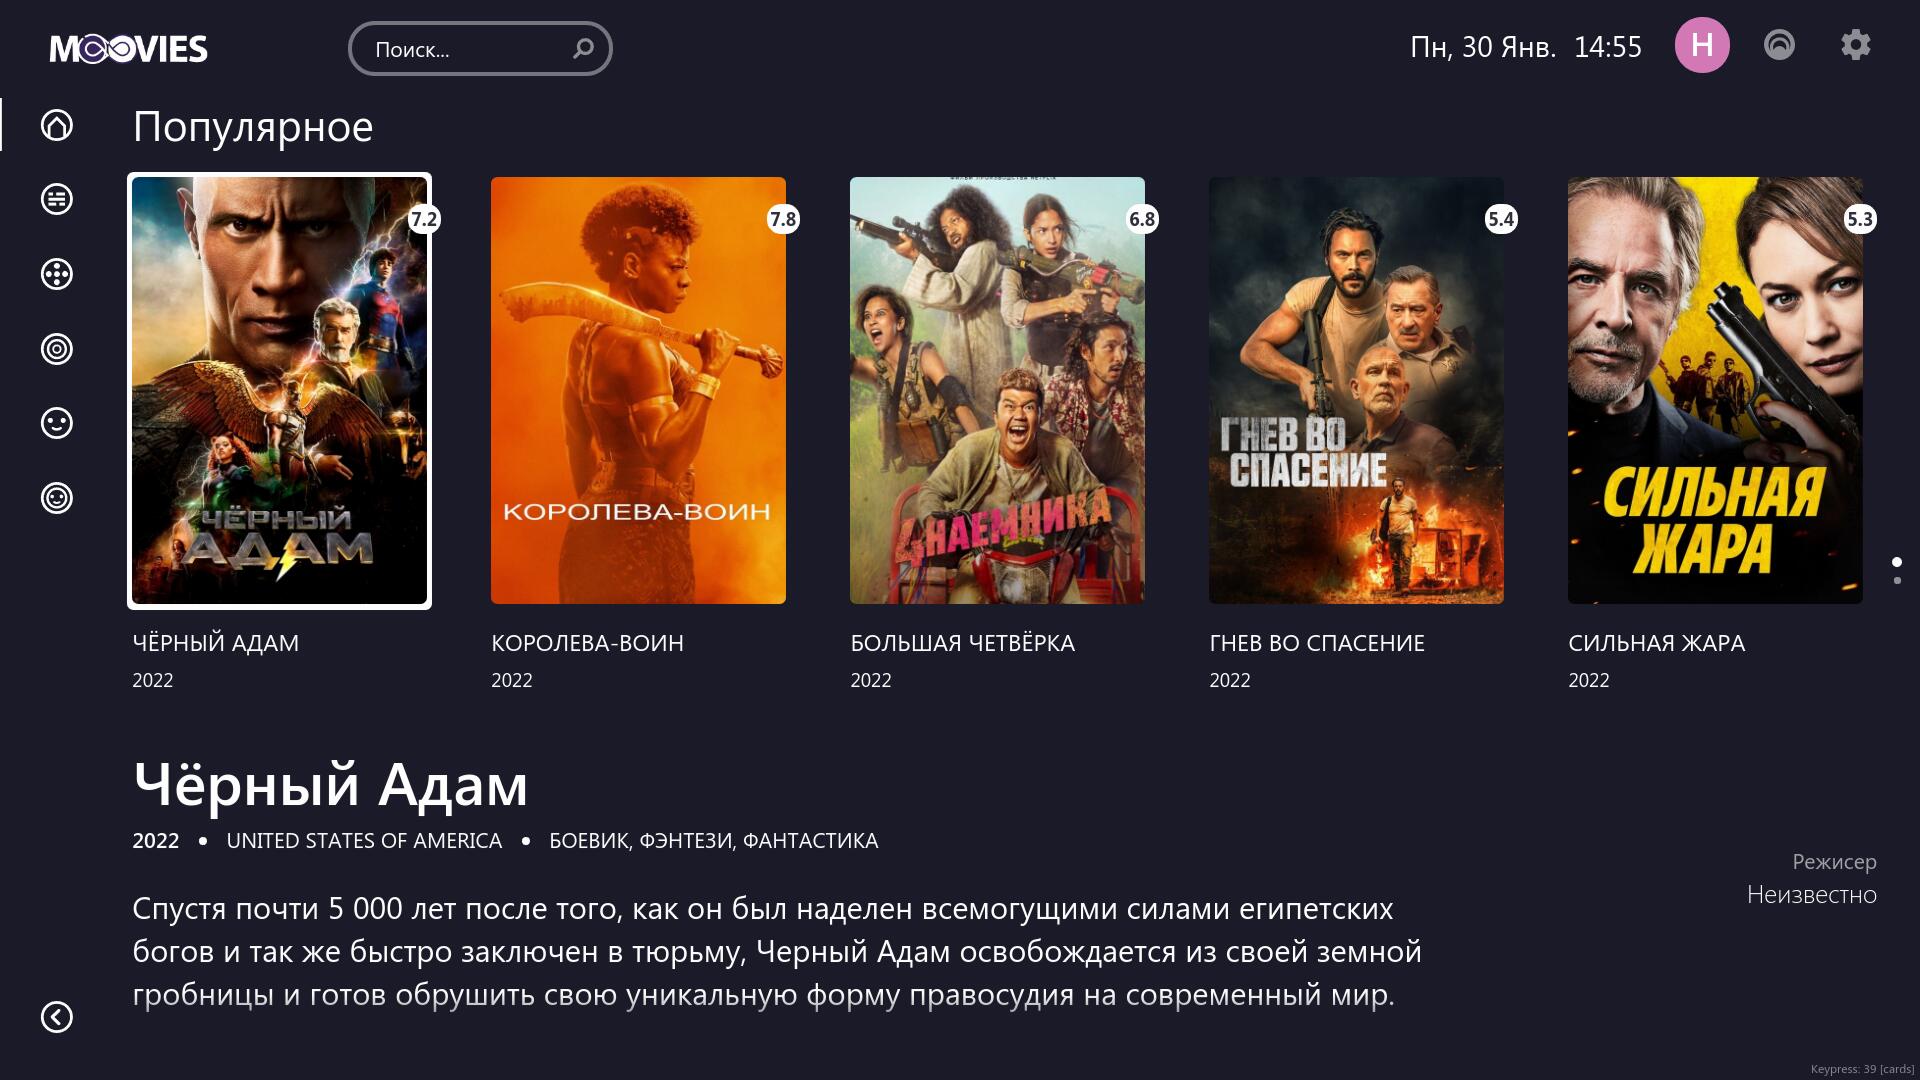 MOOVIES
Поиск...
Пн, 30 Янв. 14:55
H
Популярное
7.2
7.8
6.8
5.4
5.3
ЧЁРНЫЙ
АДАМ
КОРОЛЕВА-ВОИН
ФИЛЬМ ПРОИЗВОДСТВА NETFLIX
4 НАЕМНИКА
ГНЕВ ВО
СПАСЕНИЕ
СИЛЬНАЯ
ЖАРА
ЧЁРНЫЙ АДАМ
2022
КОРОЛЕВА-ВОИН
2022
БОЛЬШАЯ ЧЕТВЁРКА
2022
ГНЕВ ВО СПАСЕНИЕ
2022
СИЛЬНАЯ ЖАРА
2022
Чёрный Адам
2022 • UNITED STATES OF AMERICA • БОЕВИК, ФЭНТЕЗИ, ФАНТАСТИКА
Спустя почти 5 000 лет после того, как он был наделен всемогущими силами египетских
богов и так же быстро заключен в тюрьму, Черный Адам освобождается из своей земной
гробницы и готов обрушить свою уникальную форму правосудия на современный мир.
Режисер
Неизвестно
Keypress: 39 [cards]